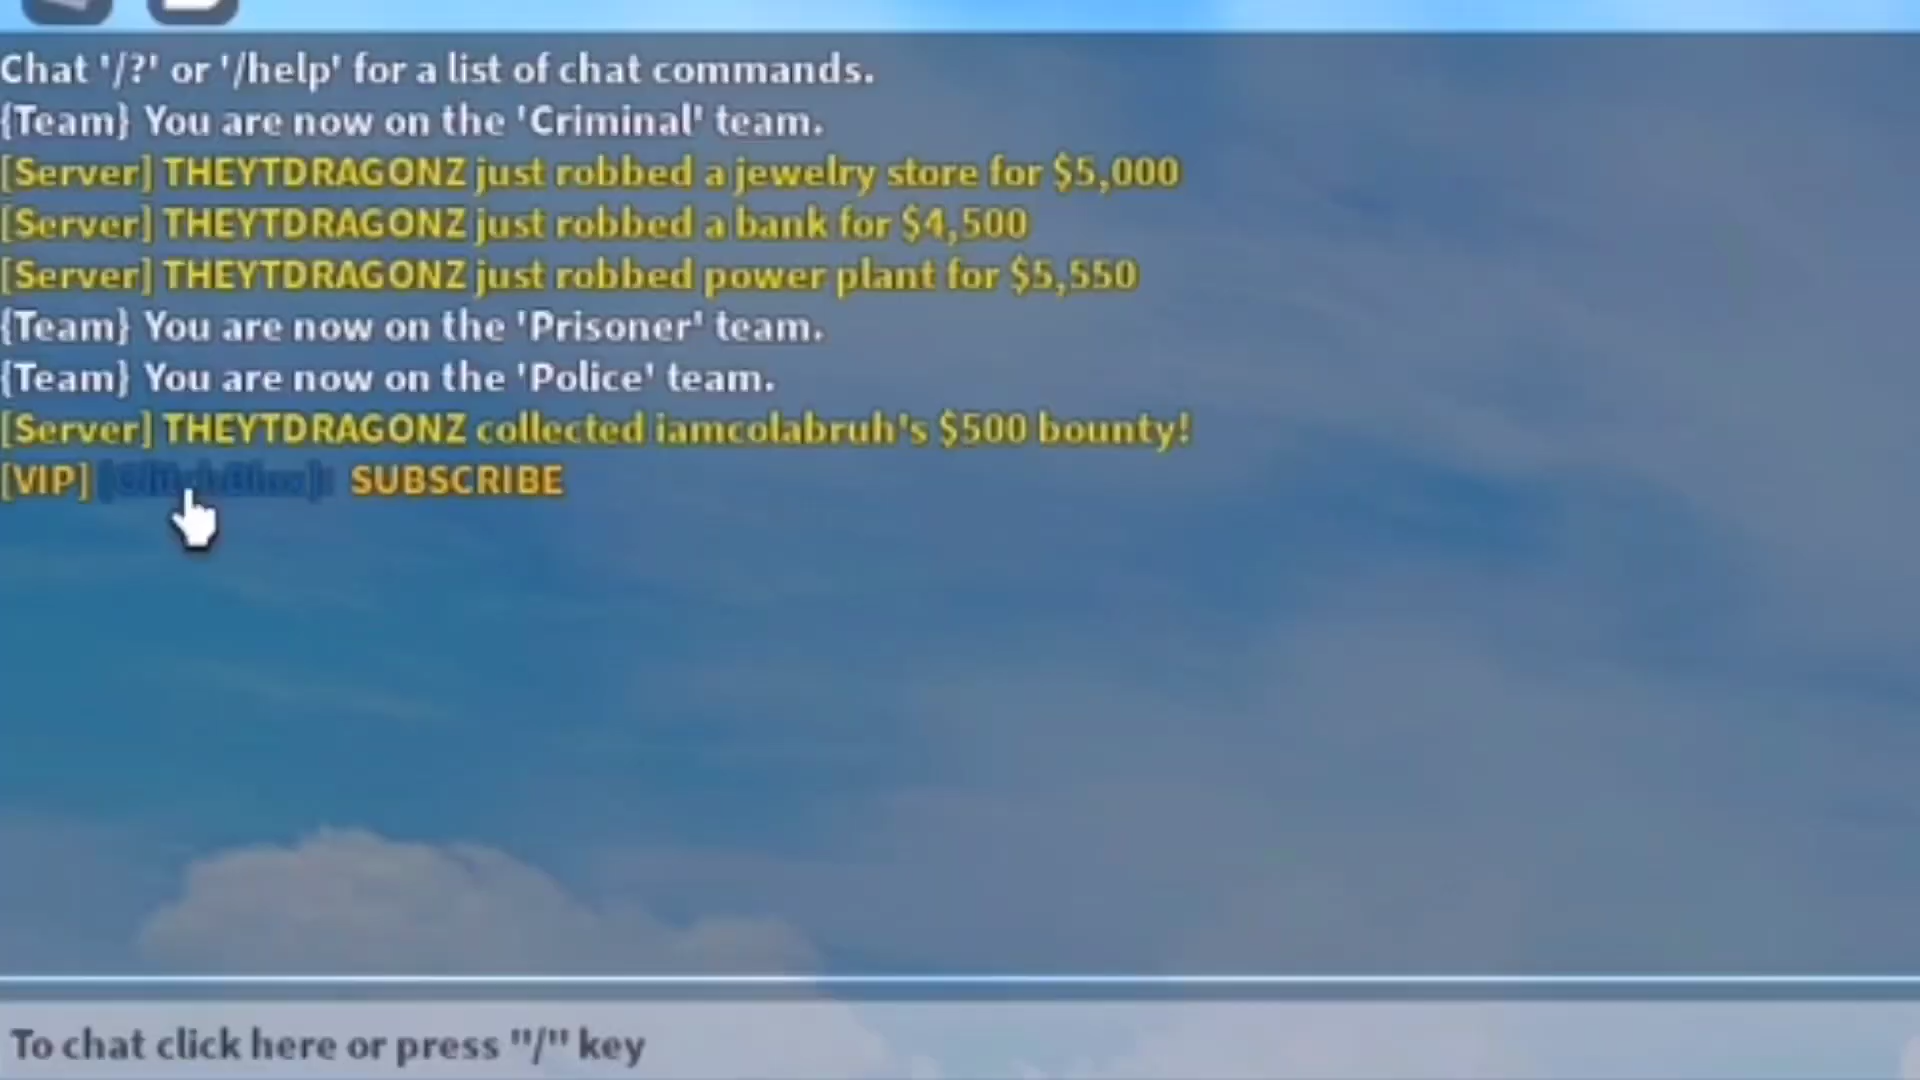 Chat '/?' or '/help' for a list of chat commands.
{Team} You are now on the 'Criminal' team.
[Server] THEYTDRAGONZ just robbed a jewelry store for $5,000
[Server] THEYTDRAGONZ just robbed a bank for $4,500
[Server] THEYTDRAGONZ just robbed power plant for $5,550
{Team} You are now on the 'Prisoner' team.
{Team} You are now on the 'Police' team.
[Server] THEYTDRAGONZ collected iamcolabruh's $500 bounty!
[VIP] SUBSCRIBE
To chat click here or press "/" key